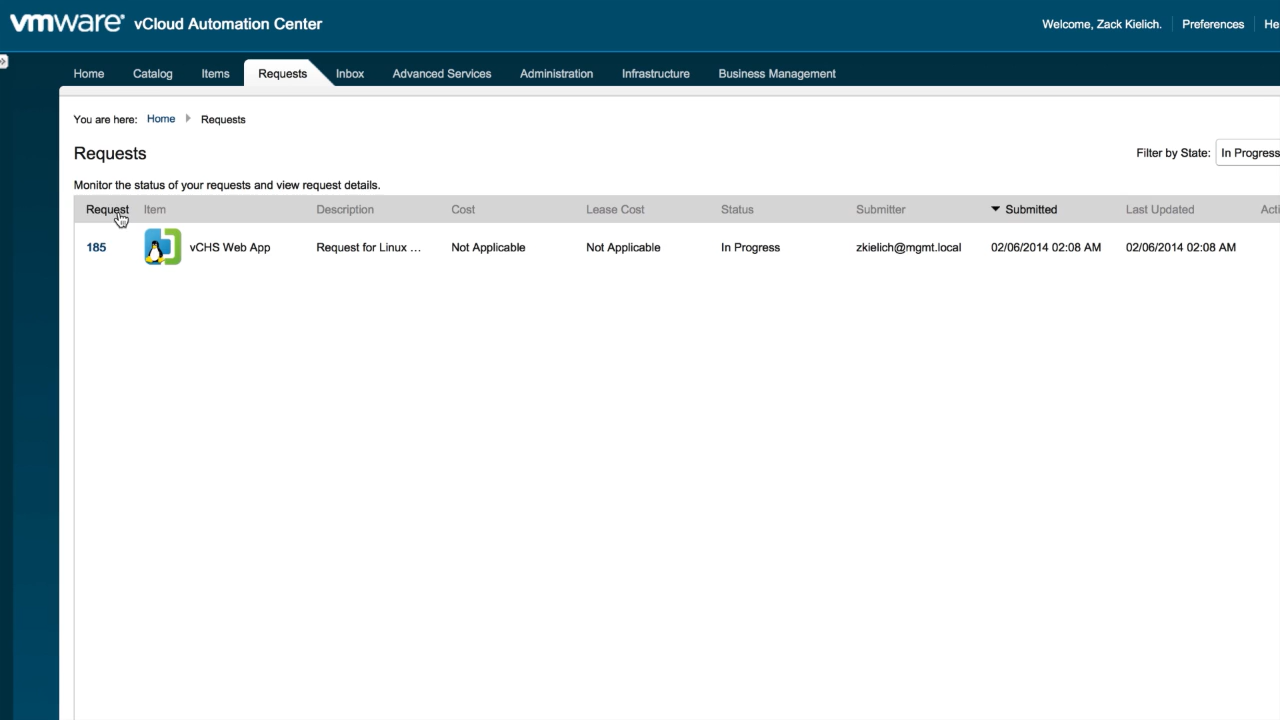 vmware® vCloud Automation Center
Welcome, Zack Kielich. Preferences He
Home Catalog Items Requests Inbox Advanced Services Administration Infrastructure Business Management
You are here: Home Requests
Requests
Filter by State: In Progress
Monitor the status of your requests and view request details.
Request Item Description Cost Lease Cost Status Submitter Submitted Last Updated Acti
185 vCHS Web App Request for Linux ... Not Applicable Not Applicable In Progress zkielich@mgmt.local 02/06/2014 02:08 AM 02/06/2014 02:08 AM